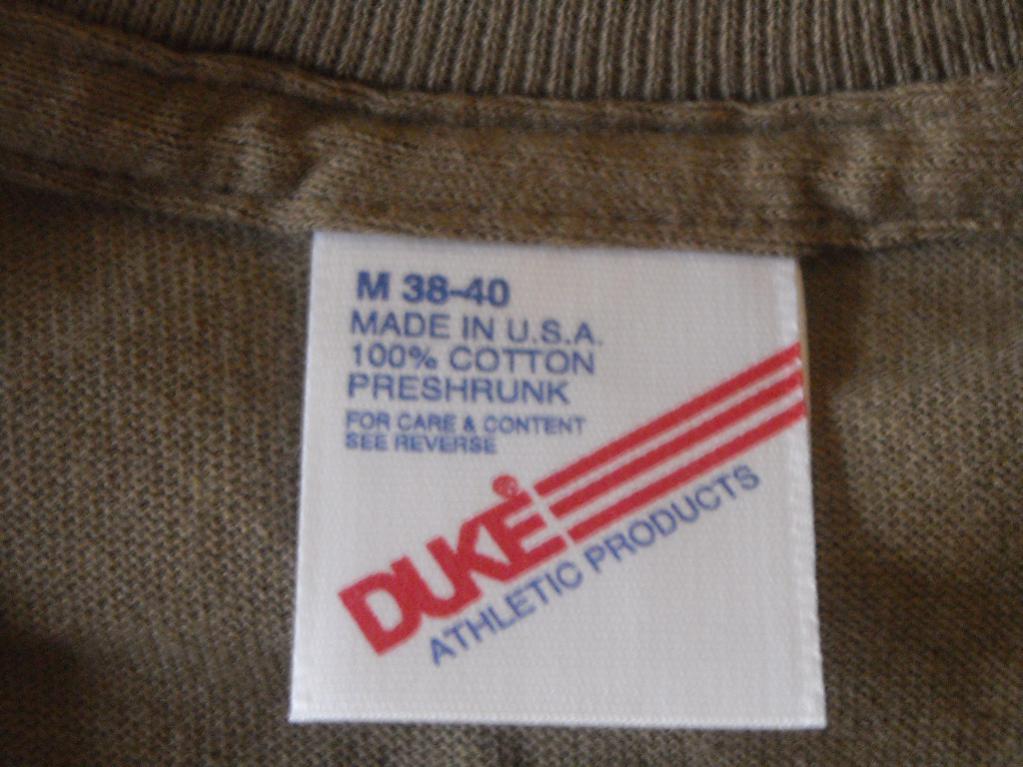 M 38-40
MADE IN U.S.A.
100% COTTON
PRESHRUNK
FOR CARE & CONTENT
SEE REVERSE
DUKE®
ATHLETIC PRODUCTS